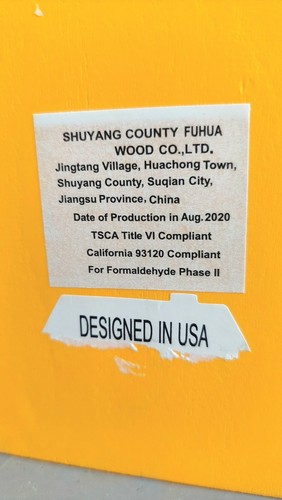 SHUYANG COUNTY FUHUA
WOOD CO.,LTD.
Jingtang Village, Huachong Town,
Shuyang County, Suqian City,
Jiangsu Province, China
Date of Production in Aug. 2020
TSCA Title VI Compliant
California 93120 Compliant
For Formaldehyde Phase II
DESIGNED IN USA